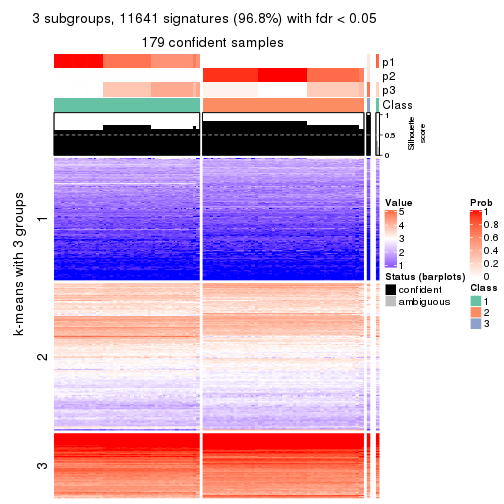 3 subgroups, 11641 signatures (96.8%) with fdr < 0.05
179 confident samples
p1
p2
p3
Class
1
0.5
0
Silhouette
score
k-means with 3 groups
1
2
3
Value
5
4
3
2
1
Status (barplots)
confident
ambiguous
Prob
1
0.8
0.6
0.4
0.2
0
Class
1
2
3